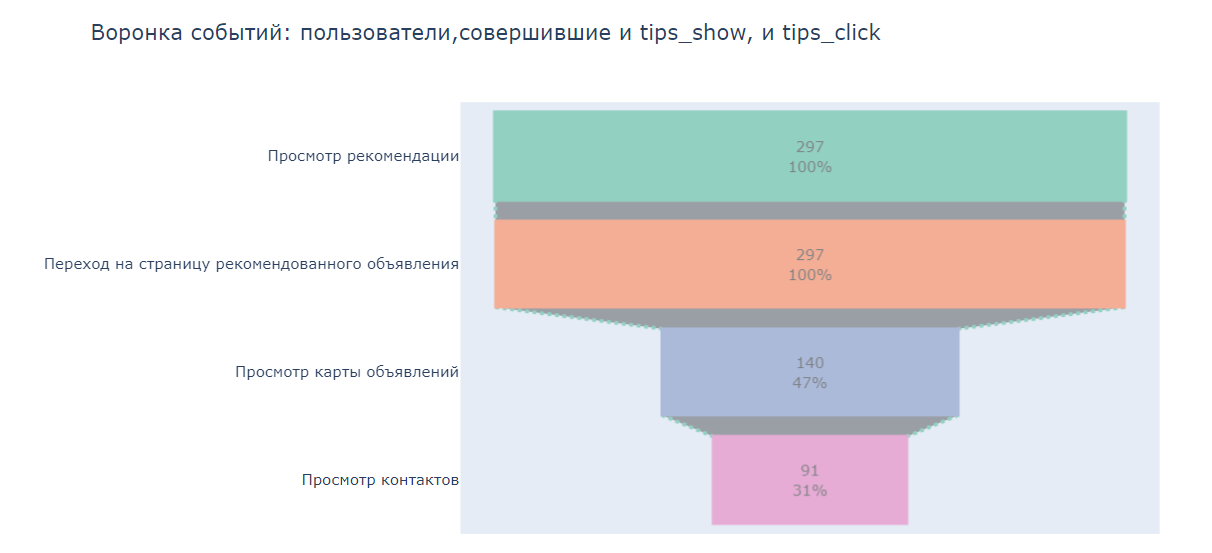 Воронка событий: пользователи,совершившие и tips_show, и tips_click
Просмотр рекомендации
297
100%
Переход на страницу рекомендованного объявления
297
100%
Просмотр карты объявлений
140
47%
Просмотр контактов
91
31%